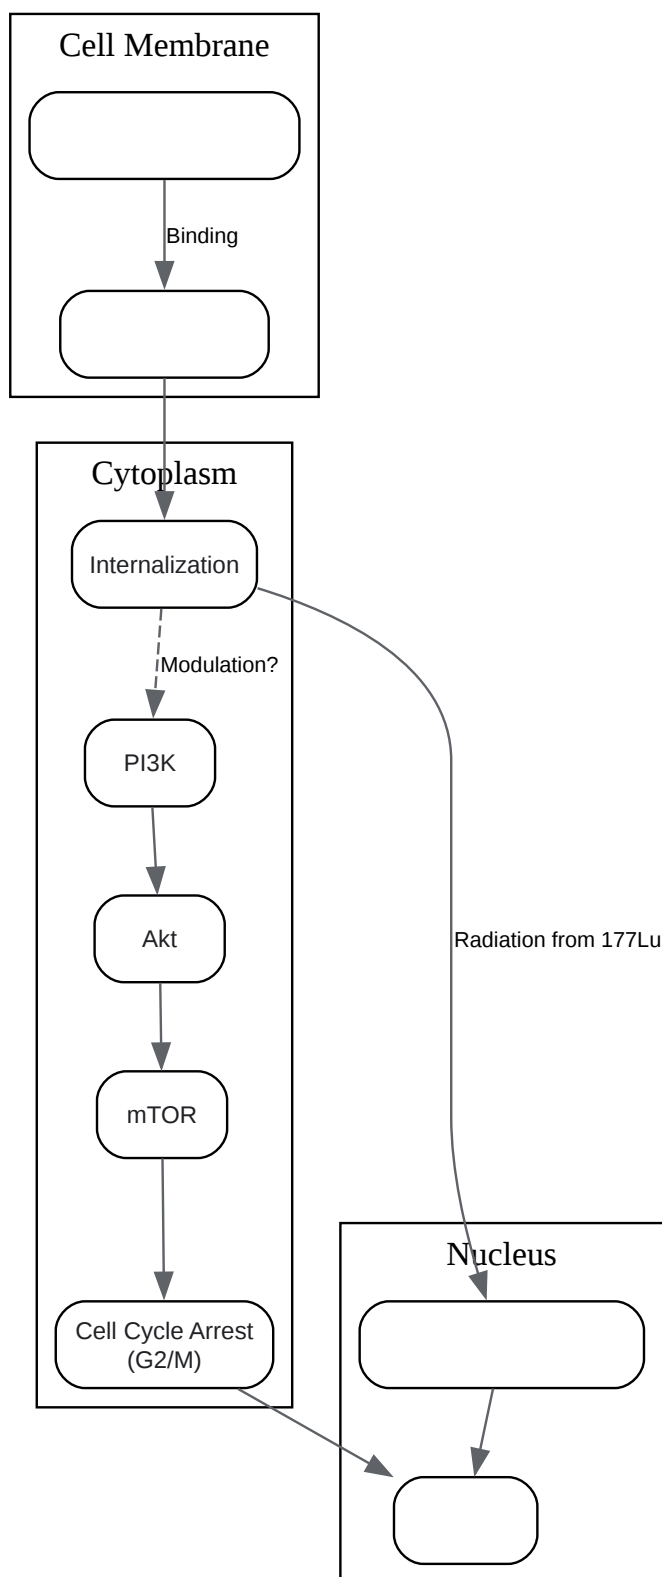 Cell Membrane
Binding
Cytoplasm
Internalization
Modulation?
PI3K
Akt
Radiation from 177Lu
mTOR
Nucleus
Cell Cycle Arrest
(G2/M)